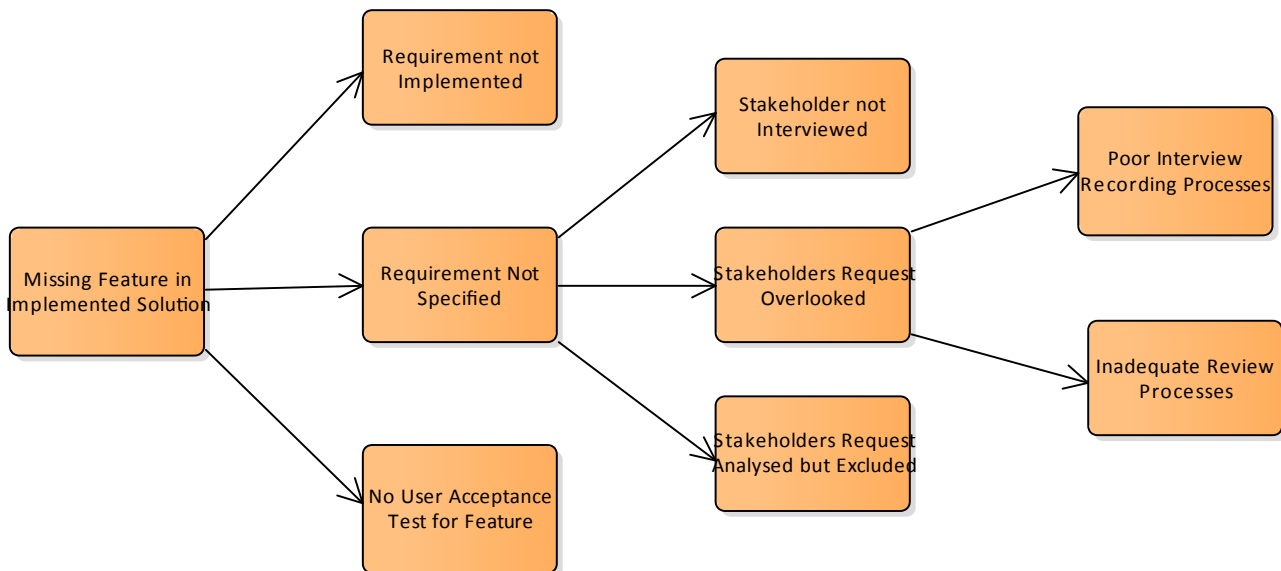 Missing Feature in
Implemented Solution
Requirement not
Implemented
Requirement Not
Specified
No User Acceptance
Test for Feature
Stakeholder not
Interviewed
Stakeholders Request
Overlooked
Stakeholders Request
Analysed but Excluded
Poor Interview
Recording Processes
Inadequate Review
Processes